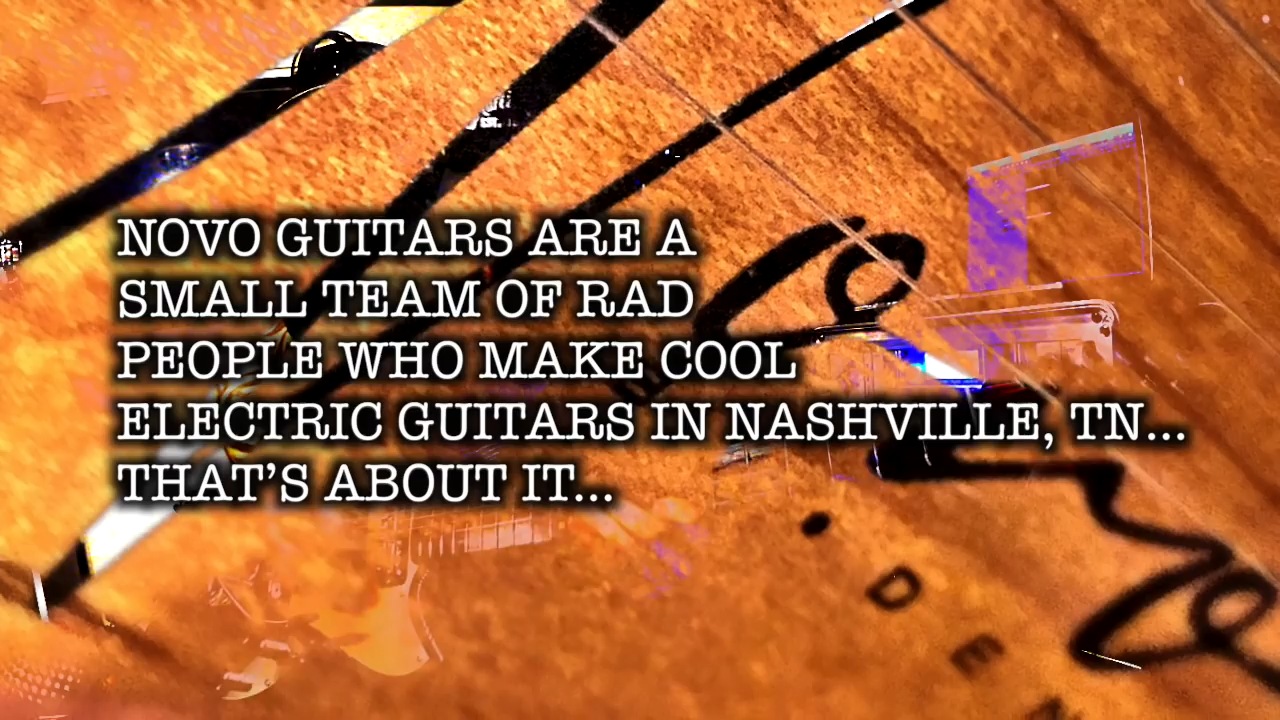 NOVO GUITARS ARE A
SMALL TEAM OF RAD
PEOPLE WHO MAKE COOL
ELECTRIC GUITARS IN NASHVILLE, TN...
THAT'S ABOUT IT...
• D E